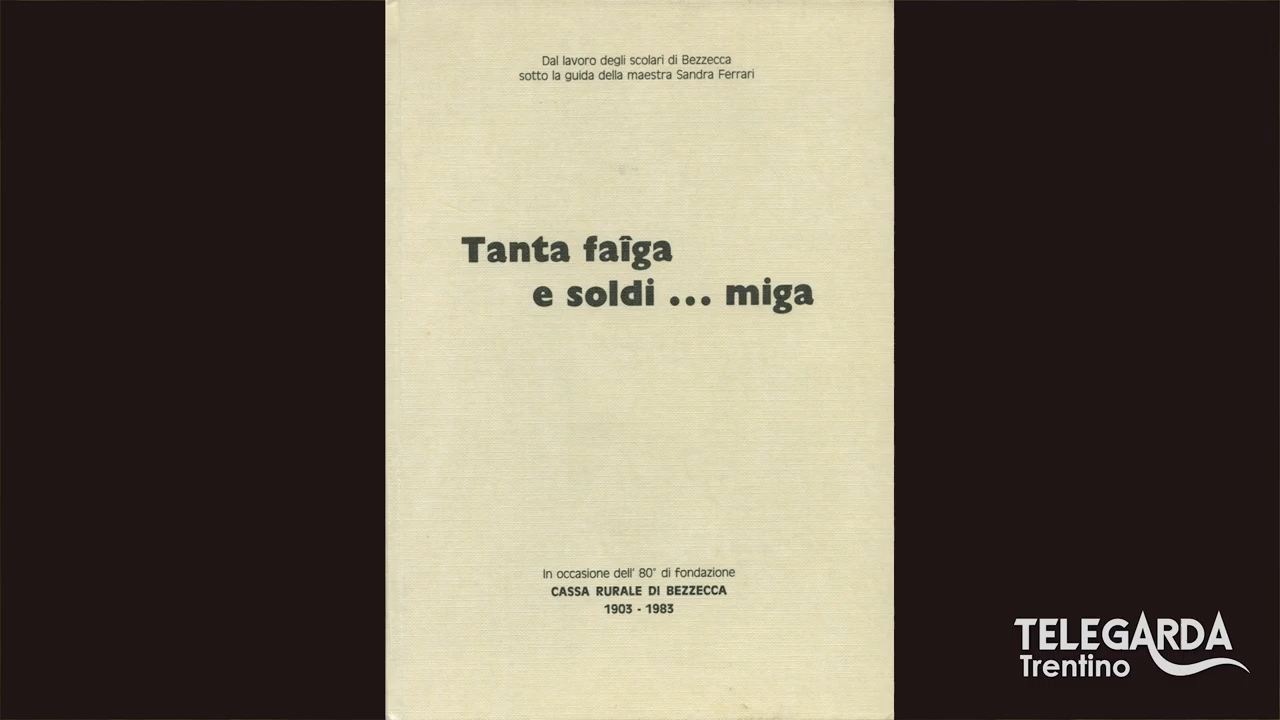 Dal lavoro degli scolari di Bezzecca
sotto la guida della maestra Sandra Ferrari
Tanta faîga
e soldi ... miga
In occasione dell' 80° di fondazione
CASSA RURALE DI BEZZECCA
1903 - 1983
TELEGARDA
Trentino